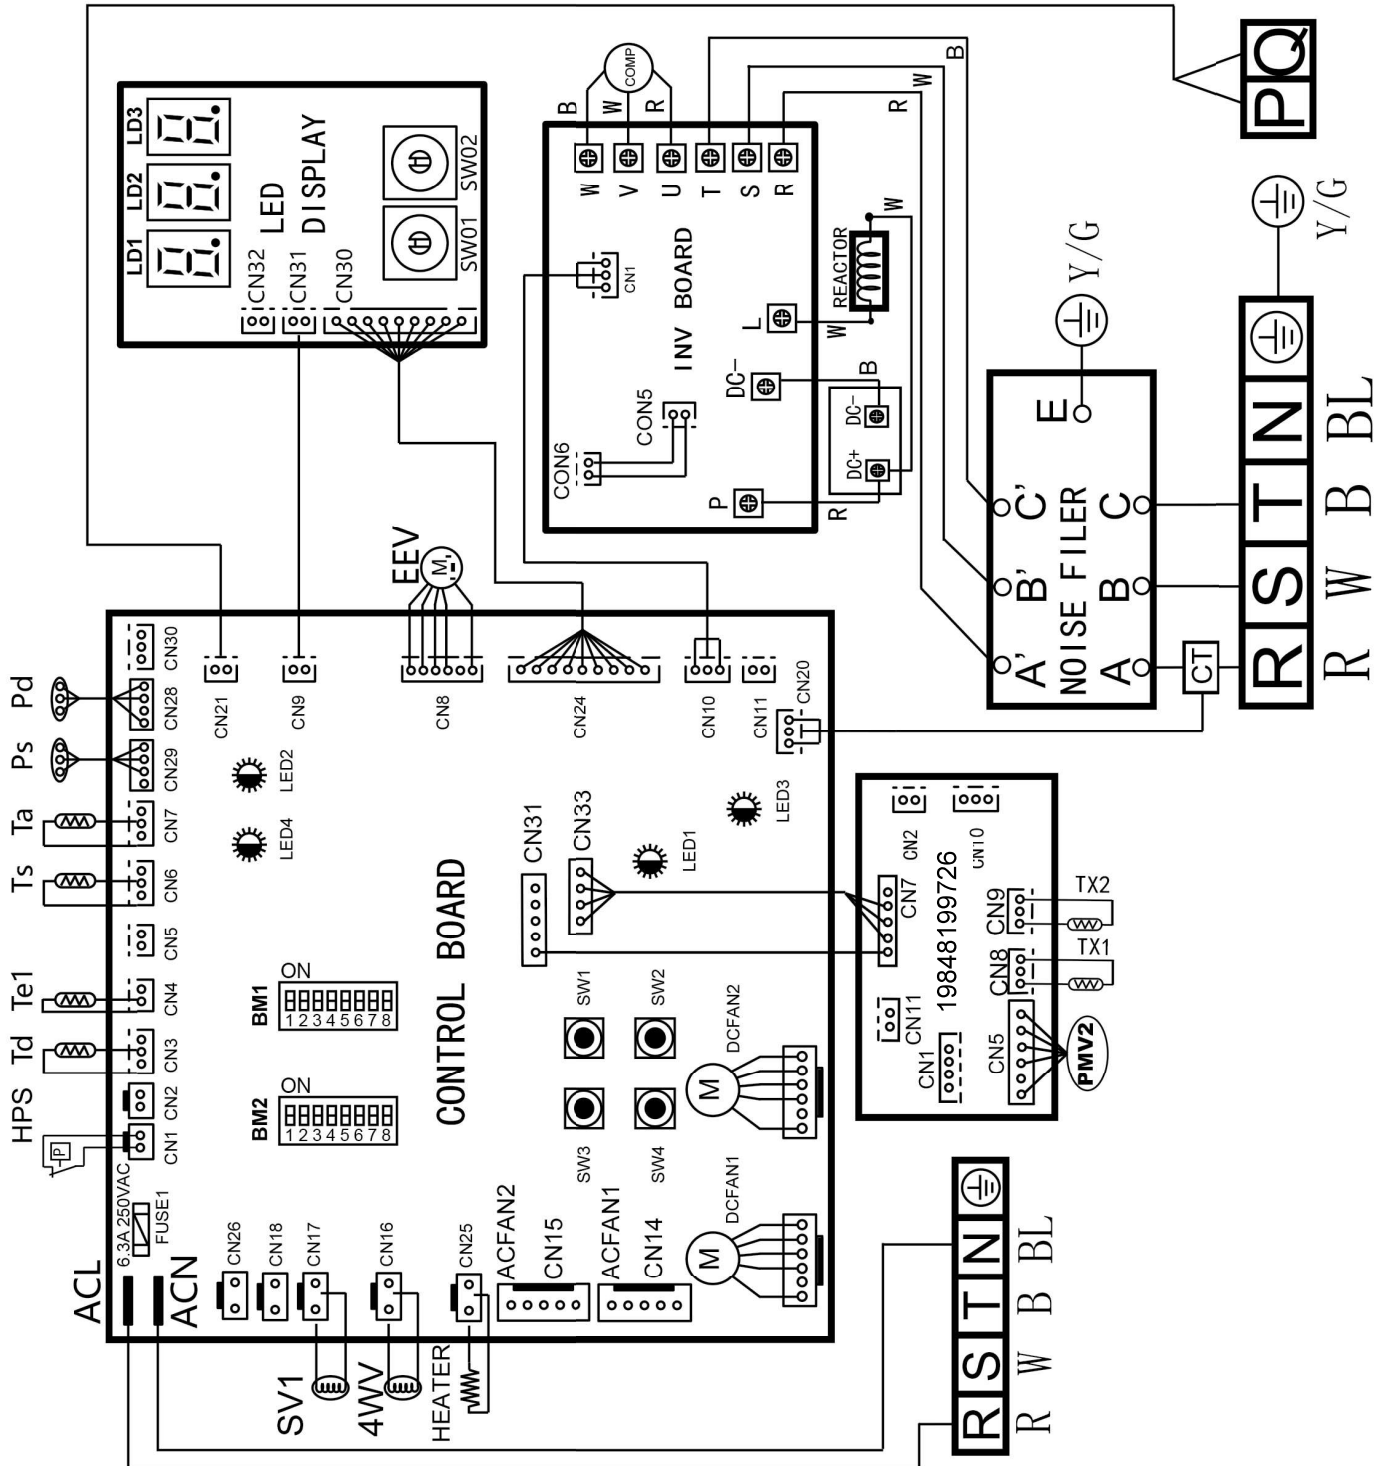 LD1 LD2 LD3
LED
DISPLAY
CN32
CN31
CN30
SW01 SW02
COMP
B W R
W V U T S R
B
W
R
CN1
INV BOARD
CON6
CON5
P
DC-
L
REACTOR
W
W
R
B
DC+
DC-
P Q
Y/G
Y/G
E
A' B' C'
NOISE FILER
A B C
CT
R S T N
R W B BL
HPS Td Te1 Ts Ta Ps Pd
P
CN1 CN2 CN3 CN4 CN5 CN6 CN7 CN29 CN28 CN30
ACL
ACN
6.3A 250VAC
FUSE1
CN21
CN9
EEV
M
CN8
CN24
CN10
CN11
CN20
LED4 LED2
BM2 BM1
ON ON
12345678 12345678
CONTROL BOARD
CN31
CN33
LED1
LED3
SW3 SW1
SW4 SW2
CN26
CN18
CN17
CN16
CN25
SV1
4WV
HEATER
ACFAN2
CN15
ACFAN1
CN14
DCFAN1
M
DCFAN2
M
CN7
CN2
CN10
19848199726
CN11
CN1
CN5
CN8
CN9
TX1
TX2
PMV2
R S T N
R W B BL